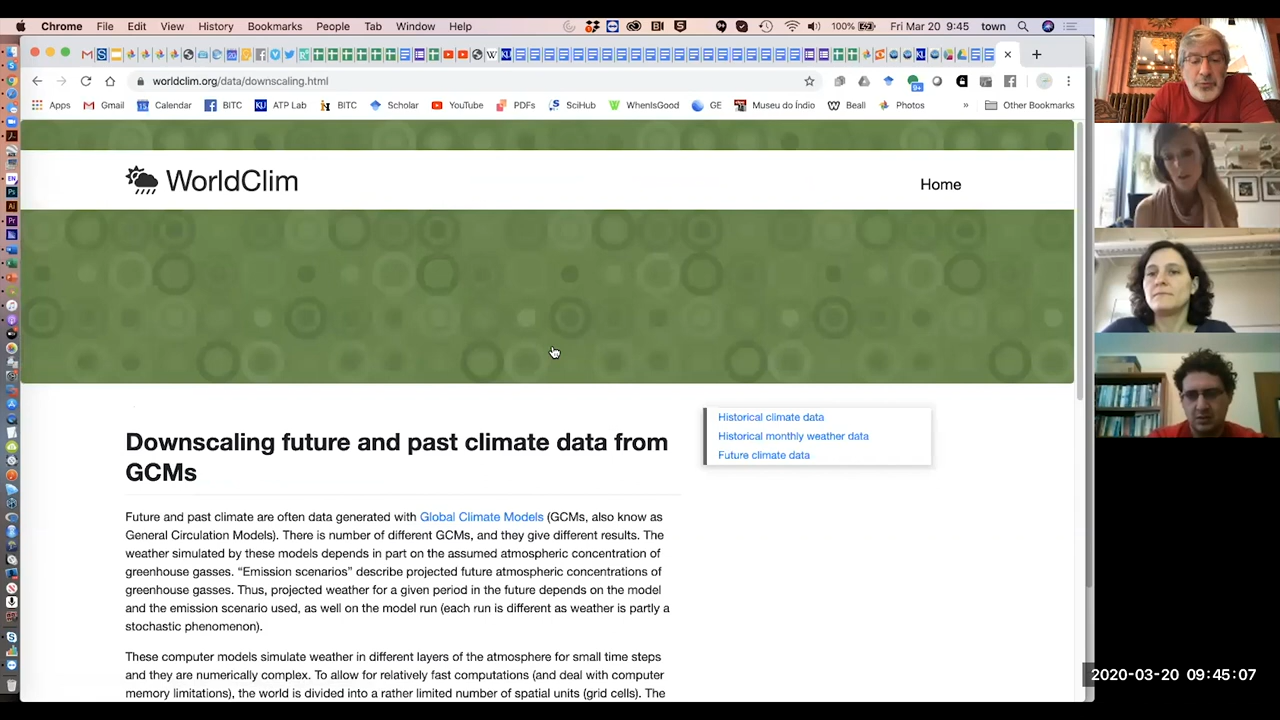 Chrome File Edit View History Bookmarks People Tab Window Help 100% Fri Mar 20 9:45 town
worldclim.org/data/downscaling.html
Apps Gmail Calendar BITC ATP Lab BITC Scholar YouTube PDFs SciHub WhenIsGood GE Museu do Índio Beall Photos » Other Bookmarks
WorldClim
Home
Downscaling future and past climate data from
GCMs
Historical climate data
Historical monthly weather data
Future climate data
Future and past climate are often data generated with Global Climate Models (GCMs, also know as
General Circulation Models). There is number of different GCMs, and they give different results. The
weather simulated by these models depends in part on the assumed atmospheric concentration of
greenhouse gasses. “Emission scenarios” describe projected future atmospheric concentrations of
greenhouse gasses. Thus, projected weather for a given period in the future depends on the model
and the emission scenario used, as well on the model run (each run is different as weather is partly a
stochastic phenomenon).
These computer models simulate weather in different layers of the atmosphere for small time steps
and they are numerically complex. To allow for relatively fast computations (and deal with computer
memory limitations), the world is divided into a rather limited number of spatial units (grid cells). The
2020-03-20 09:45:07